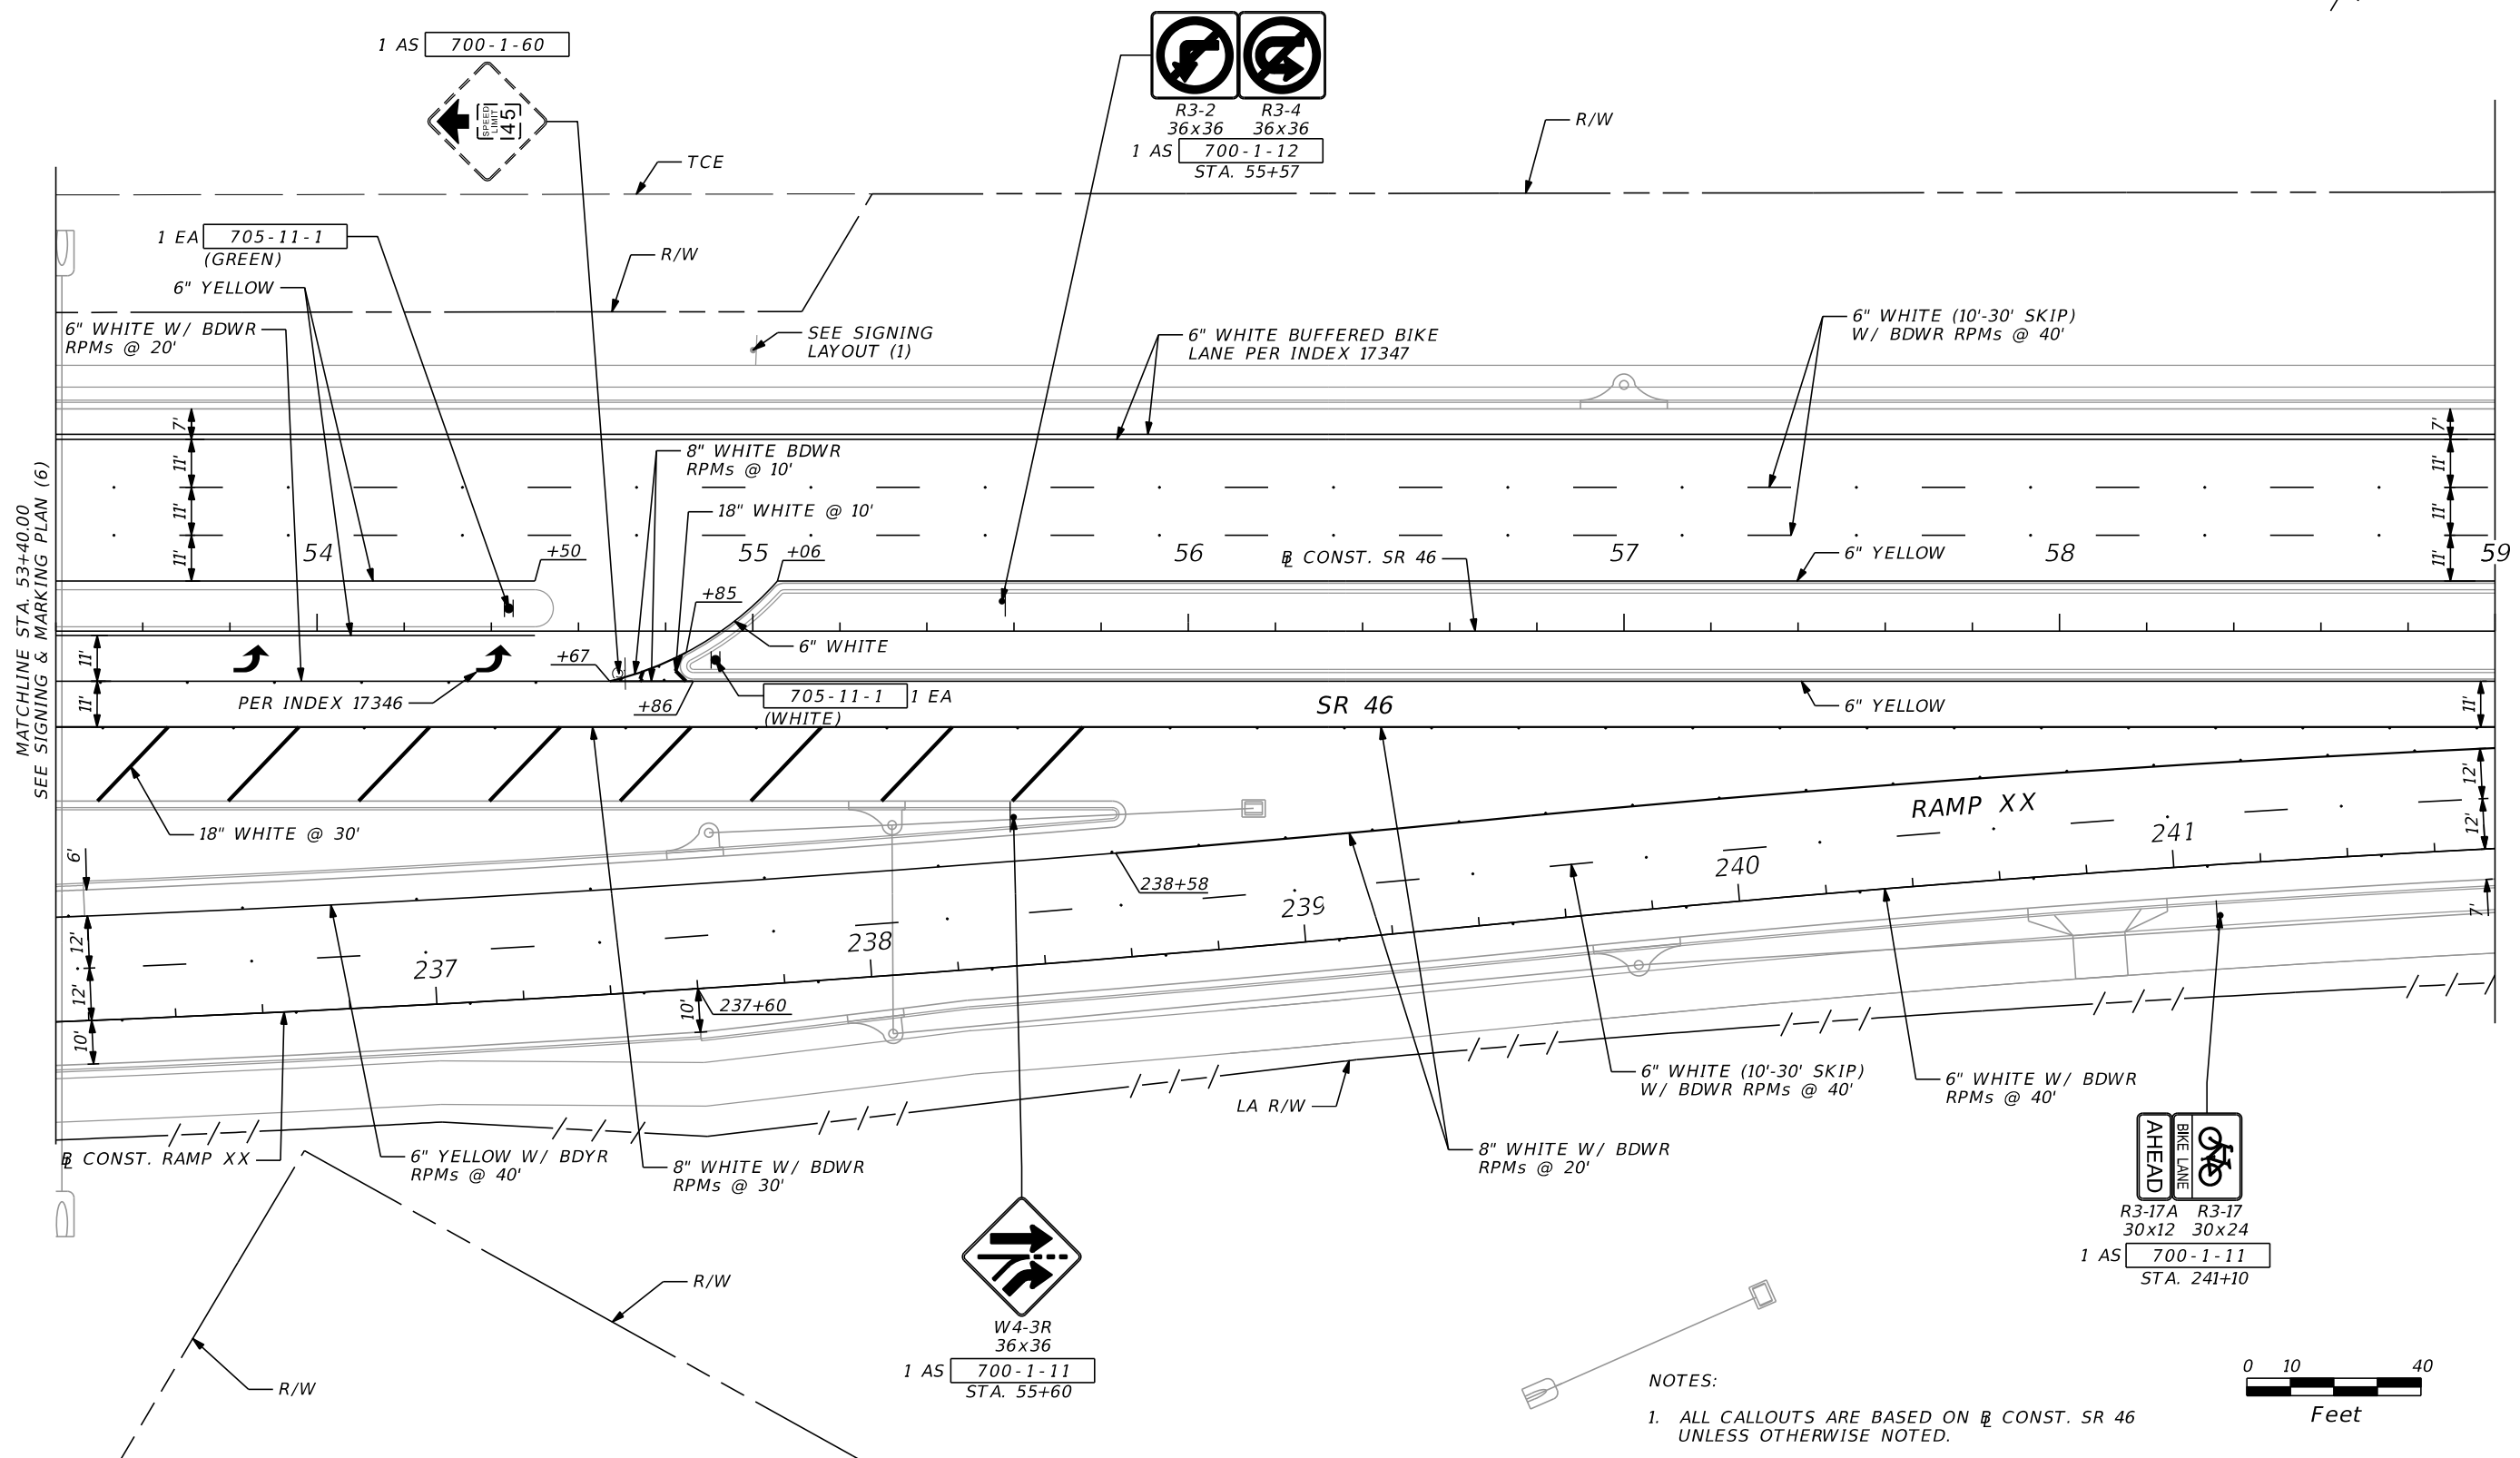 1 AS 700-1-60
SPEED
LIMIT
45
R3-2 R3-4
36x36 36x36
1 AS 700-1-12
STA. 55+57
R/W
TCE
1 EA 705-11-1
(GREEN)
R/W
6" YELLOW
6" WHITE W/ BDWR
RPMs @ 20'
SEE SIGNING
LAYOUT (1)
6" WHITE BUFFERED BIKE
LANE PER INDEX 17347
6" WHITE (10'-30' SKIP)
W/ BDWR RPMs @ 40'
7'
11'
11'
11'
7'
11'
11'
11'
8" WHITE BDWR
RPMs @ 10'
18" WHITE @ 10'
54 55 56 57 58 59
+50
+06
℄ CONST. SR 46
6" YELLOW
+85
6" WHITE
+67
+86
MATCHLINE STA. 53+40.00
SEE SIGNING & MARKING PLAN (6)
11'
11'
PER INDEX 17346
705-11-1 1 EA
(WHITE)
SR 46
6" YELLOW
11'
18" WHITE @ 30'
RAMP XX
12'
12'
7'
6'
12'
12'
10'
237 238 239 240 241
238+58
237+60
10'
6" WHITE (10'-30' SKIP)
W/ BDWR RPMs @ 40'
6" WHITE W/ BDWR
RPMs @ 40'
LA R/W
℄ CONST. RAMP XX
6" YELLOW W/ BDYR
RPMs @ 40'
8" WHITE W/ BDWR
RPMs @ 30'
8" WHITE W/ BDWR
RPMs @ 20'
AHEAD
BIKE LANE
R3-17A R3-17
30x12 30x24
1 AS 700-1-11
STA. 241+10
R/W
R/W
W4-3R
36x36
1 AS 700-1-11
STA. 55+60
NOTES:
1. ALL CALLOUTS ARE BASED ON ℄ CONST. SR 46
UNLESS OTHERWISE NOTED.
0 10 40
Feet